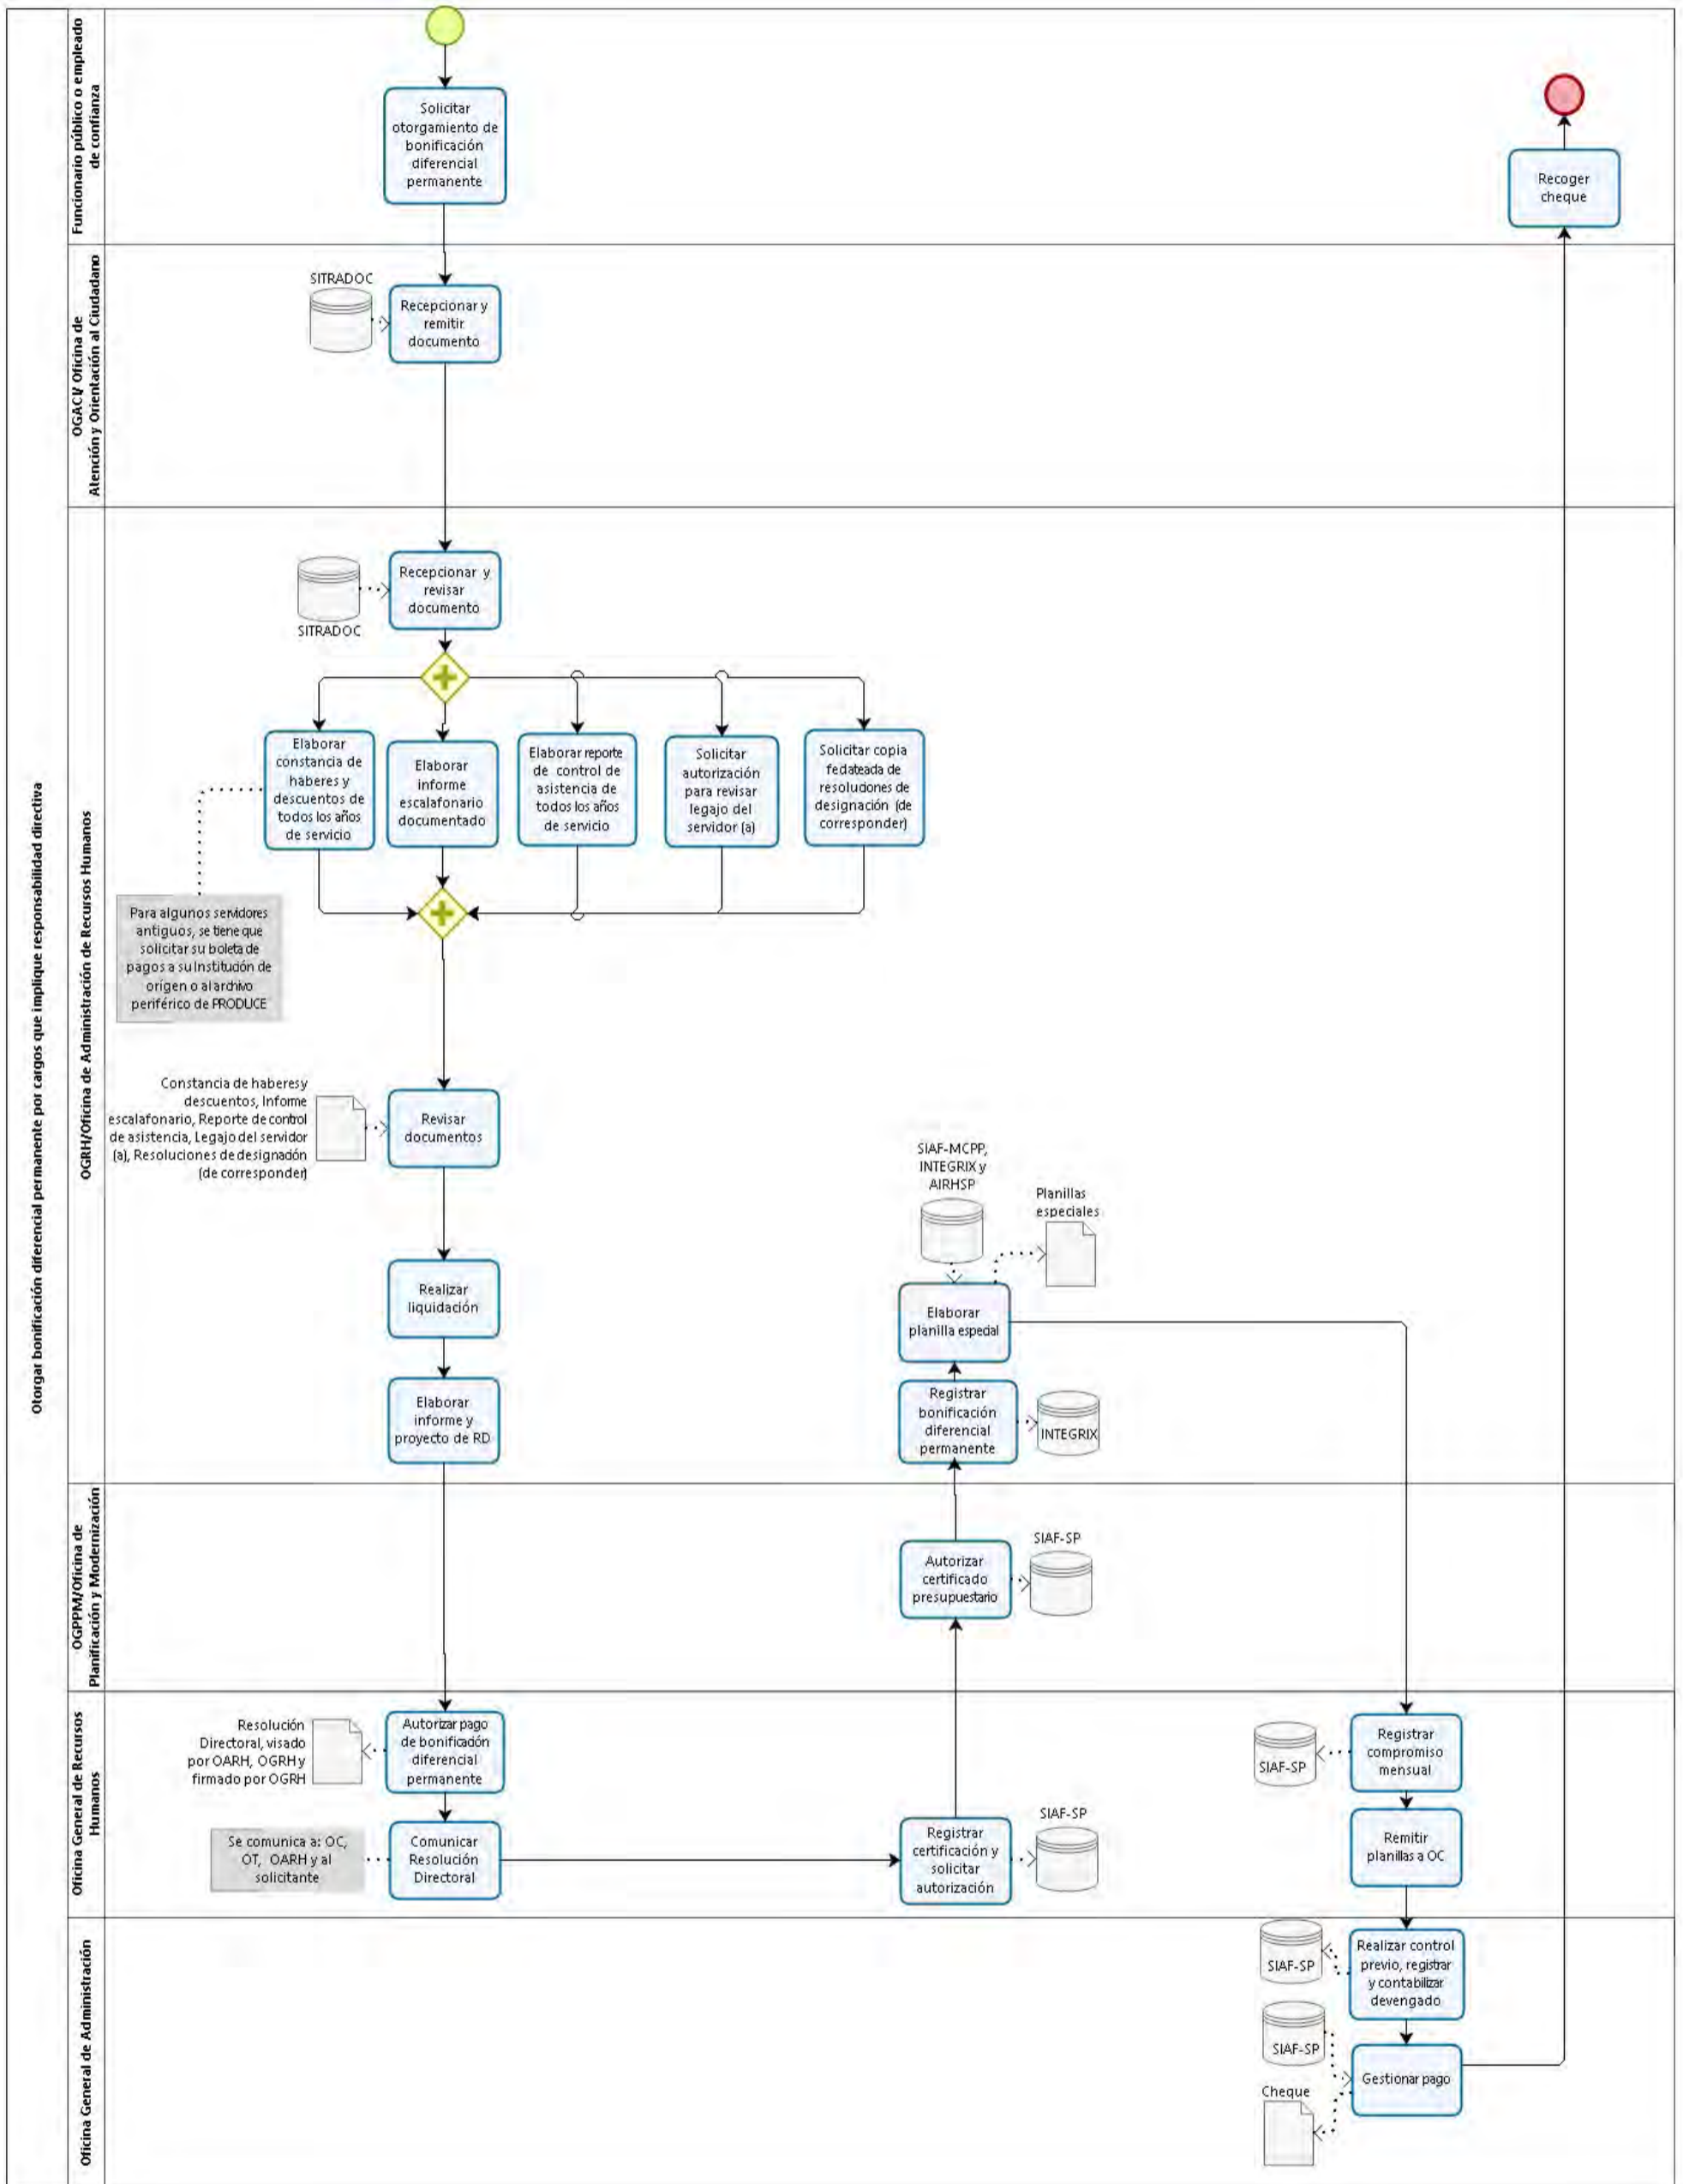 Otorgar bonificación diferencial permanente por cargos que implique responsabilidad directiva
Funcionario público o empleado
de confianza
Solicitar
otorgamiento de
bonificación
diferencial
permanente
Recoger
cheque
OGACI/ Oficina de
Atención y Orientación al Ciudadano
SITRADOC
Recepcionar y
remitir
documento
OGRH/Oficina de Administración de Recursos Humanos
SITRADOC
Recepcionar y
revisar
documento
Elaborar
constancia de
haberes y
descuentos de
todos los años
de servicio
Elaborar
informe
escalafonario
documentado
Elaborar reporte
de control de
asistencia de
todos los años
de servicio
Solicitar
autorización
para revisar
legajo del
servidor (a)
Solicitar copia
fedateada de
resoluciones de
designación (de
corresponder)
Para algunos servidores
antiguos, se tiene que
solicitar su boleta de
pagos a su Institución de
origen o al archivo
periférico de PRODUCE
Constancia de haberes y
descuentos, Informe
escalafonario, Reporte de control
de asistencia, Legajo del servidor
(a), Resoluciones de designación
(de corresponder)
Revisar
documentos
Realizar
liquidación
Elaborar
informe y
proyecto de RD
SIAF-MCPP,
INTEGRIX y
AIRHSP
Planillas
especiales
Elaborar
planilla especial
Registrar
bonificación
diferencial
permanente
INTEGRIX
OGPPM/Oficina de
Planificación y Modernización
Autorizar
certificado
presupuestario
SIAF-SP
Oficina General de Recursos
Humanos
Resolución
Directoral, visado
por OARH, OGRH y
firmado por OGRH
Autorizar pago
de bonificación
diferencial
permanente
Se comunica a: OC,
OT, OARH y al
solicitante
Comunicar
Resolución
Directoral
Registrar
certificación y
solicitar
autorización
SIAF-SP
SIAF-SP
Registrar
compromiso
mensual
Remitir
planillas a OC
Oficina General de Administración
SIAF-SP
Realizar control
previo, registrar
y contabilizar
devengado
SIAF-SP
Gestionar pago
Cheque